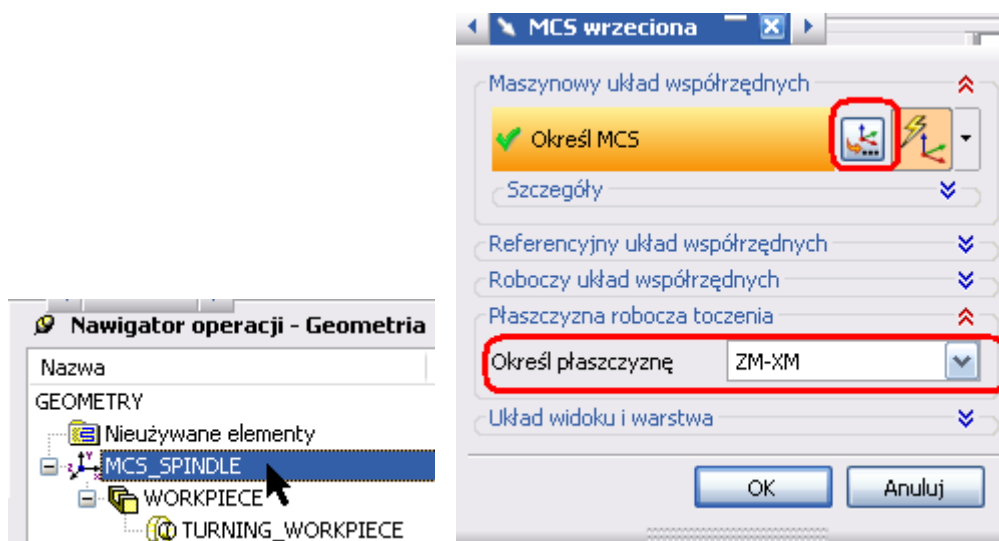 Nawigator operacji - Geometria
Nazwa
GEOMETRY
Nieużywane elementy
MCS_SPINDLE
WORKPIECE
TURNING_WORKPIECE
MCS wrzeciona
Maszynowy układ współrzędnych
Określ MCS
Szczegóły
Referencyjny układ współrzędnych
Roboczy układ współrzędnych
Płaszczyzna robocza toczenia
Określ płaszczyznę ZM-XM
Układ widoku i warstwa
OK Anuluj